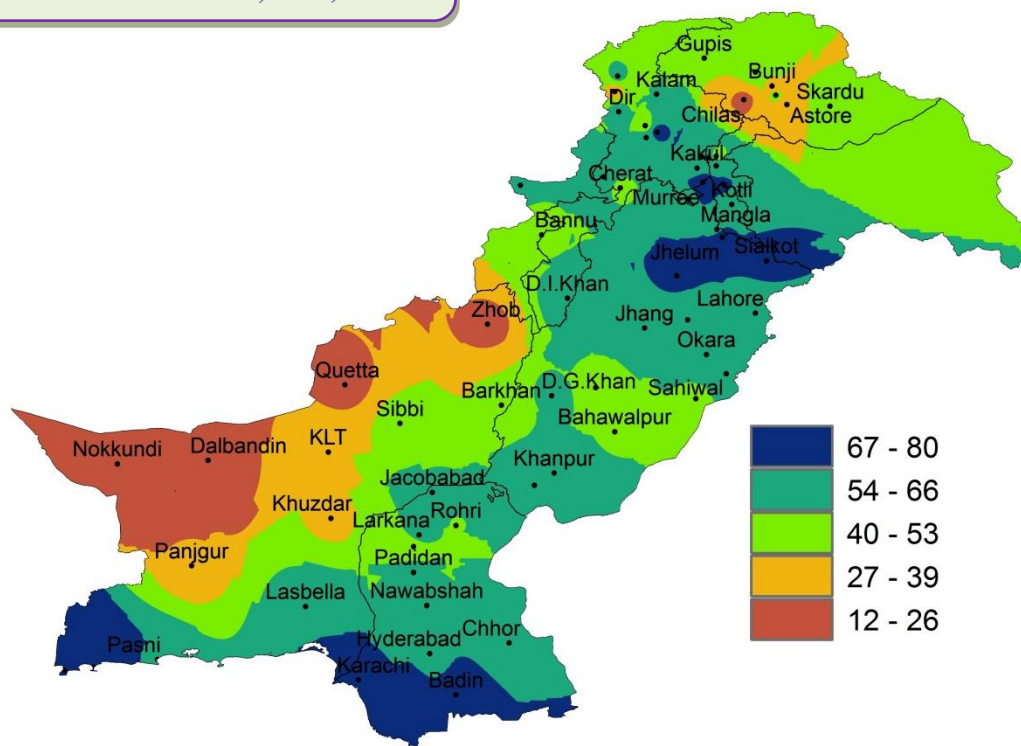 Gupis
Bunji
Kalam
Skardu
Dir
Astore
Chilas
Kakul
Cherat
Kotli
Murree
Mangla
Bannu
Sialkot
Jhelum
D.I.Khan
Lahore
Zhob
Jhang
Okara
Quetta
D.G.Khan
Sahiwal
Barkhan
Sibbi
Bahawalpur
KLT
Nokkundi
Dalbandin
Khanpur
Jacobabad
Khuzdar
Rohri
Larkana
Panjgur
Padidan
Lasbella
Nawabshah
Chhor
Hyderabad
Pasni
Karachi
Badin
67 - 80
54 - 66
40 - 53
27 - 39
12 - 26